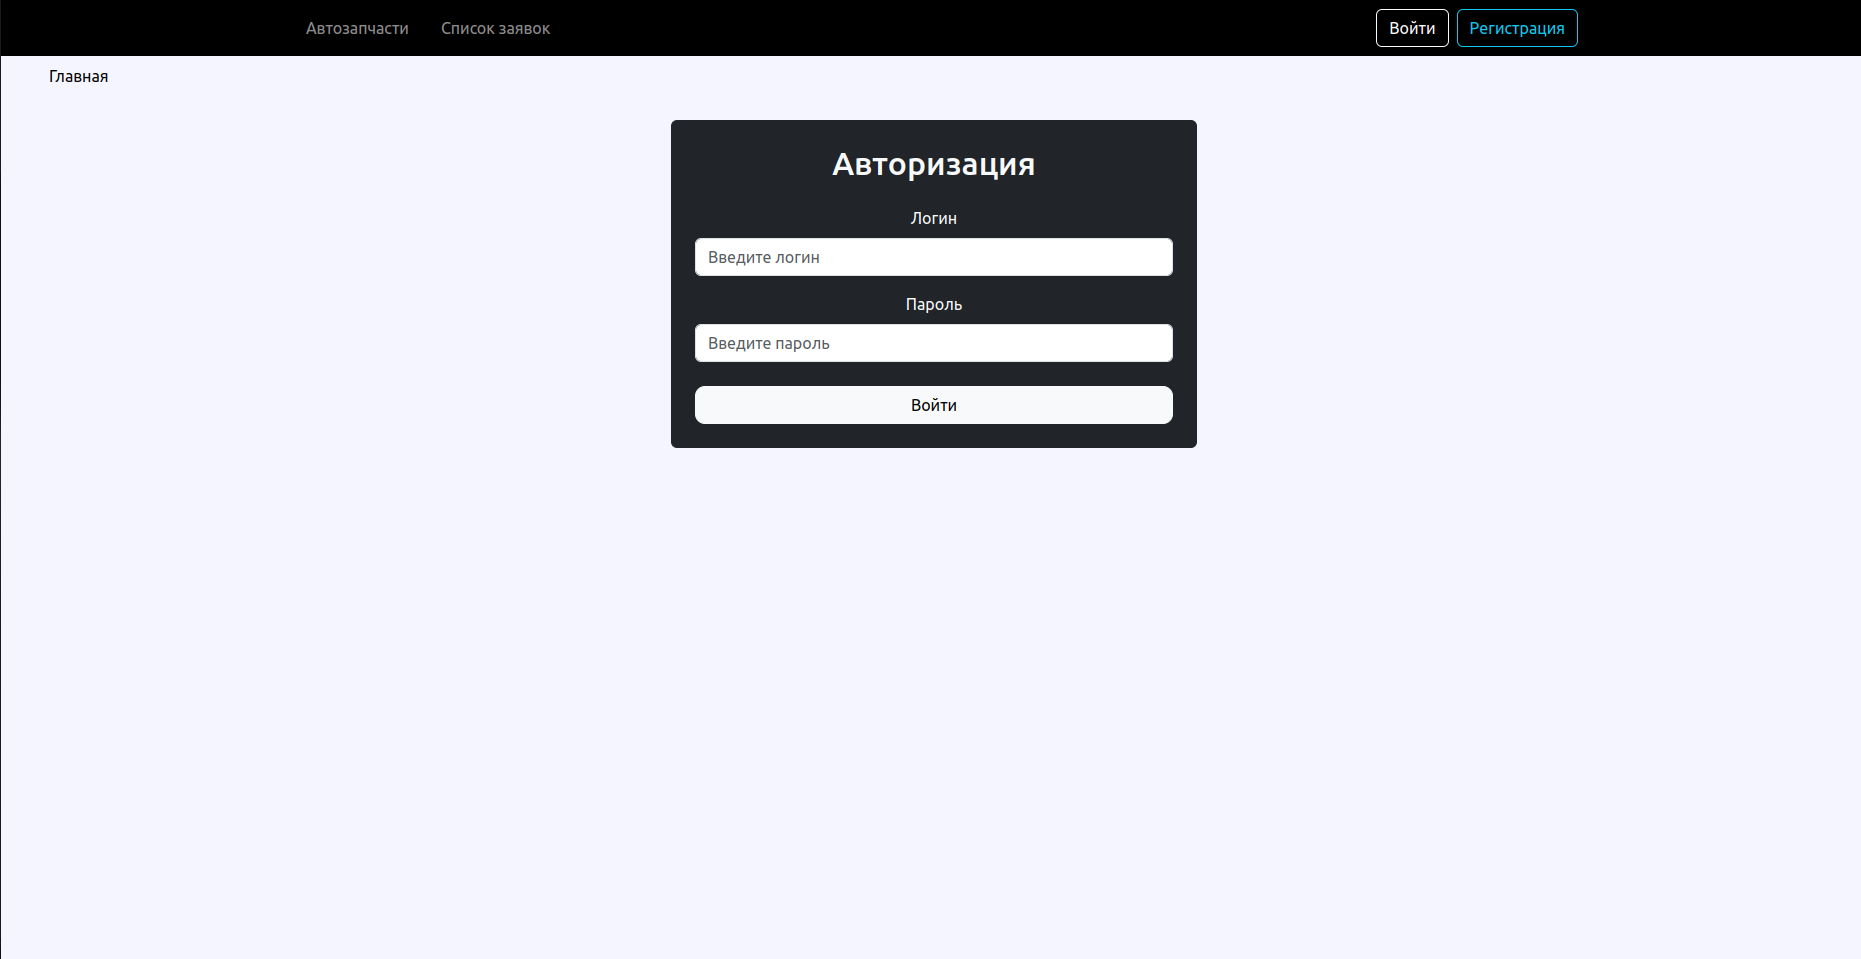 Автозапчасти Список заявок Войти Регистрация
Главная
Авторизация
Логин
Введите логин
Пароль
Введите пароль
Войти